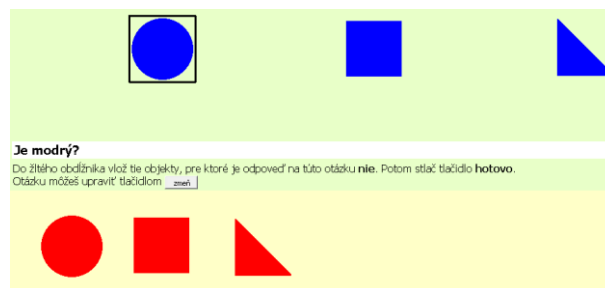 Je modrý?
Do žltého obdĺžnika vlož tie objekty, pre ktoré je odpoveď na túto otázku nie. Potom stlač tlačidlo hotovo.
Otázku môžeš upraviť tlačidlom zmeň